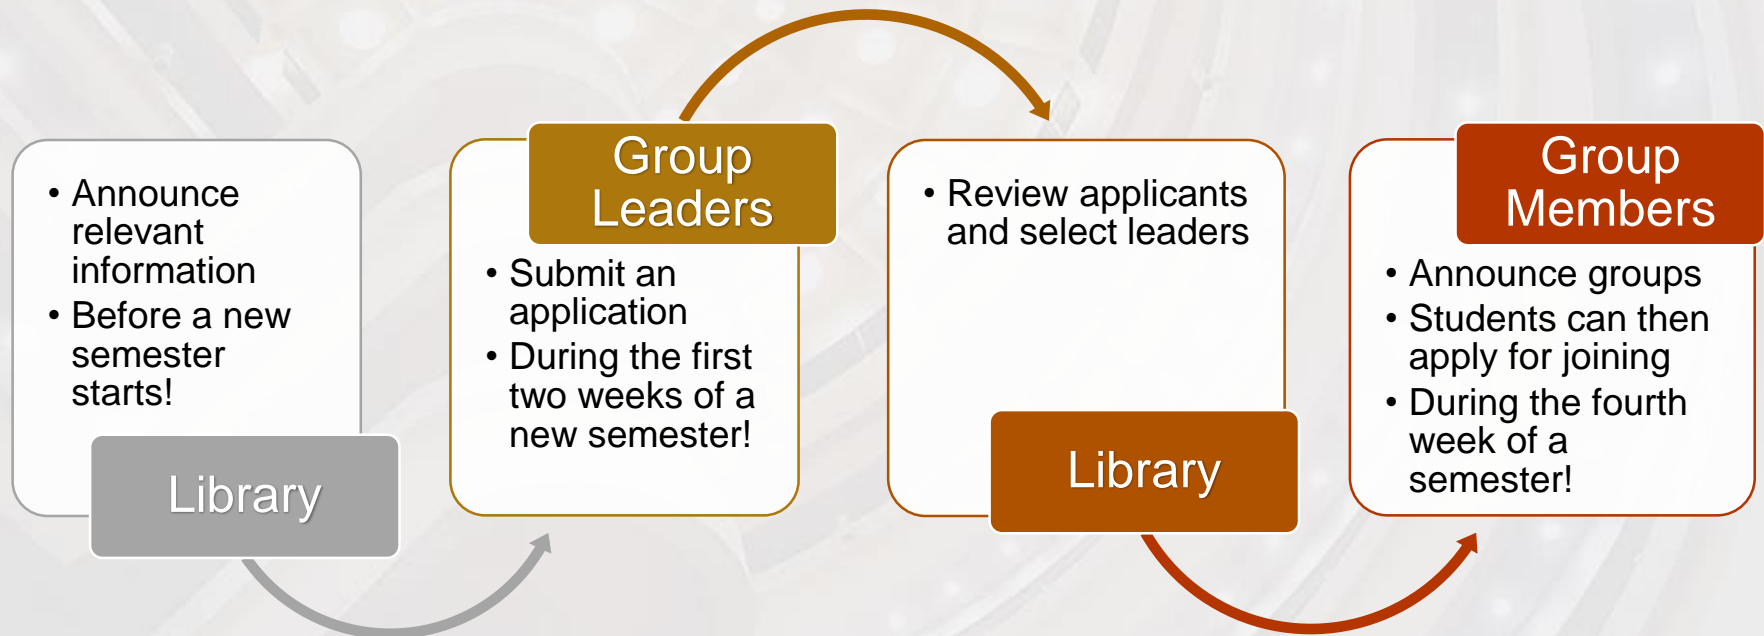 • Announce
relevant
information
• Before a new
semester
starts!
Library
Group
Leaders
• Submit an
application
• During the first
two weeks of a
new semester!
• Review applicants
and select leaders
Library
Group
Members
• Announce groups
• Students can then
apply for joining
• During the fourth
week of a
semester!